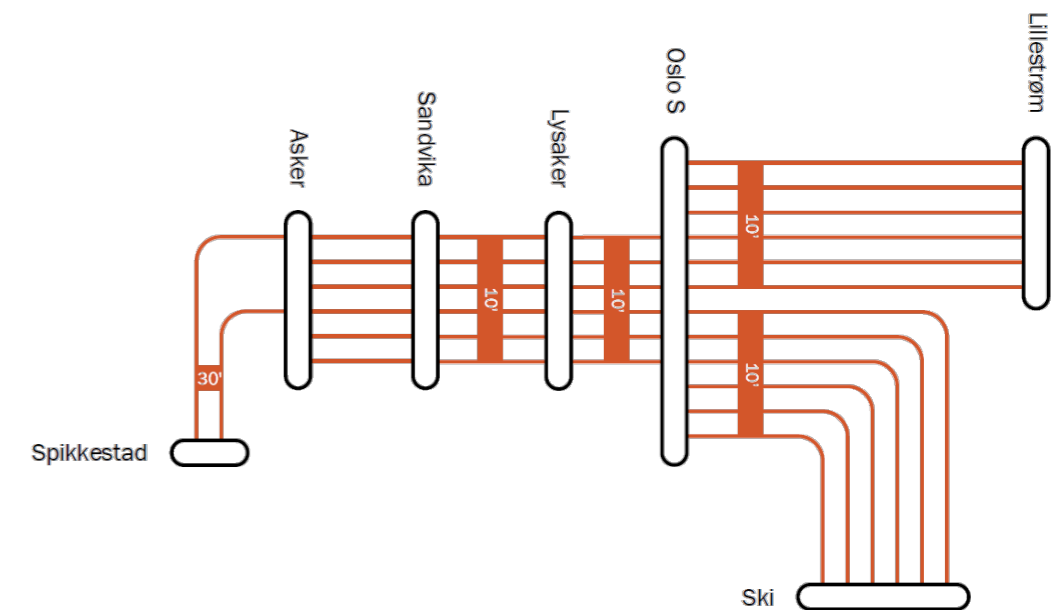 Lillestrøm
Oslo S
Sandvika
Lysaker
Asker
10'
10'
10'
10'
30'
Spikkestad
Ski